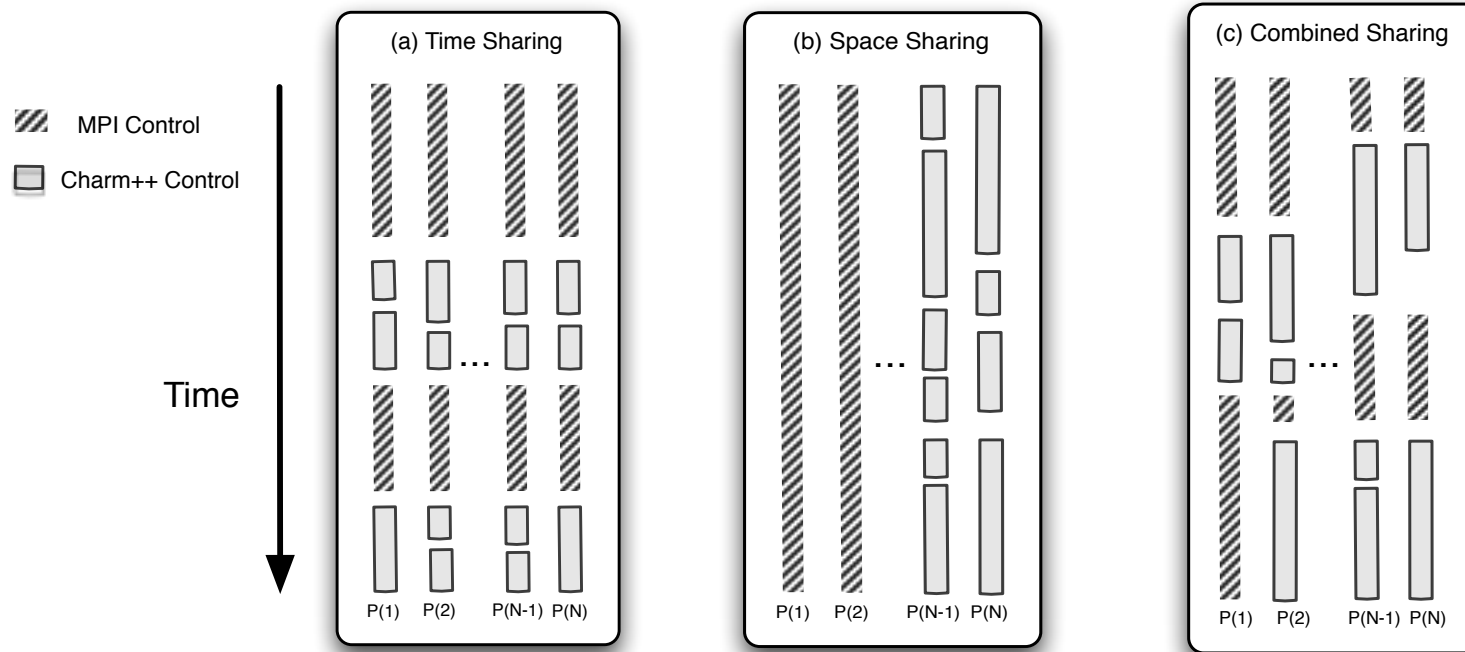 (a) Time Sharing
(b) Space Sharing
(c) Combined Sharing
MPI Control
Charm++ Control
Time
...
...
...
P(1) P(2) P(N-1) P(N)
P(1) P(2) P(N-1) P(N)
P(1) P(2) P(N-1) P(N)